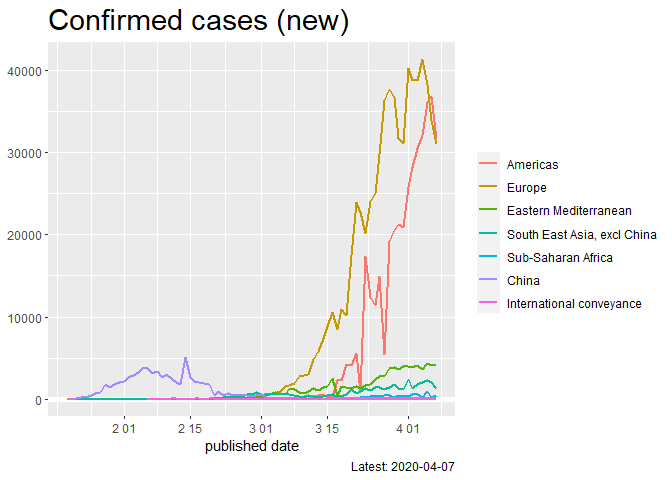 Confirmed cases (new)
40000
30000
20000
10000
0
2 01
2 15
3 01
3 15
4 01
published date
Americas
Europe
Eastern Mediterranean
South East Asia, excl China
Sub-Saharan Africa
China
International conveyance
Latest: 2020-04-07